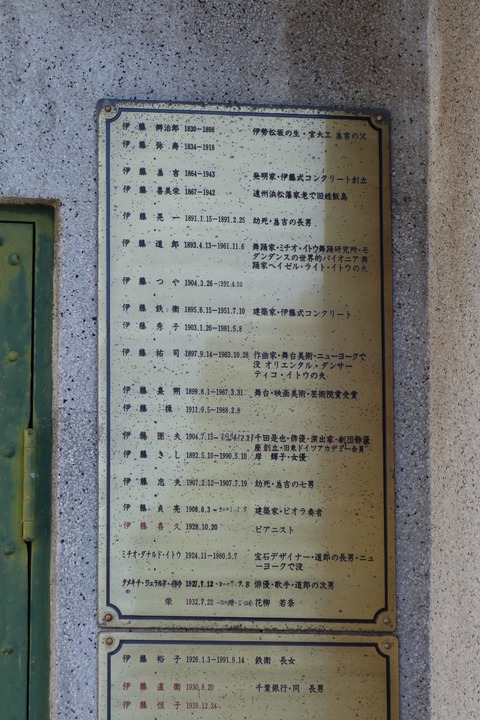 伊藤 彌治郎 1830—1898 伊勢松坂の生・宮大工 為吉の父
伊藤 弥寿 1834—1918
伊藤 為吉 1864—1943 発明家・伊藤式コンクリート創立
伊藤 喜美栄 1867—1942 遠州浜松藩家老で旧姓飯島
伊藤 晃一 1891.1.15—1891.2.25 幼死・為吉の長男
伊藤 道郎 1893.4.13—1961.11.6 舞踊家・ミチオ・イトウ舞踊研究所・モ
ダンダンスの世界的パイオニア 舞
踊家ヘイゼル・ライト・イトウの夫
伊藤 つや 1904.3.26—
伊藤 鉄衛 1895.6.15—1951.7.10 建築家・伊藤式コンクリート
伊藤 秀子 1903.1.26—1981.5.8
伊藤 祐司 1897.9.14—1963.10.28 作曲家・舞台美術・ニューヨークで
没 オリエンタル・ダンサー
ティコ・イトウの夫
伊藤 熹朔 1899.8.1—1967.3.31 舞台・映画美術・芸術院賞受賞
伊藤 1911.9.5—1988.2.8
伊藤 圀夫 1904.7.15— 千田是也・俳優・演出家・劇団俳優
座創立・旧東ドイツアカデミー会員
伊藤 きし 1892.5.10—1990.5.10 岸 輝子・女優
伊藤 忠夫 1907.2.12—1907.7.19 幼死・為吉の七男
伊藤 貞亮 1908.6.3— 建築家・ビオラ奏者
伊藤 喜久 1928.10.20 ピアニスト
ミチオ・ダナルド・イトウ 1924.11—1980.5.7 宝石デザイナー・道郎の長男・ニュ
ーヨークで没
俳優・歌手・道郎の次男
栄 1932.7.22 花柳 若奈
伊藤 裕子 1926.1.3—1991.9.14 鉄衛 長女
伊藤 直衛 1930.8.20 千葉銀行・同 長男
伊藤 恒子 1939.12.24